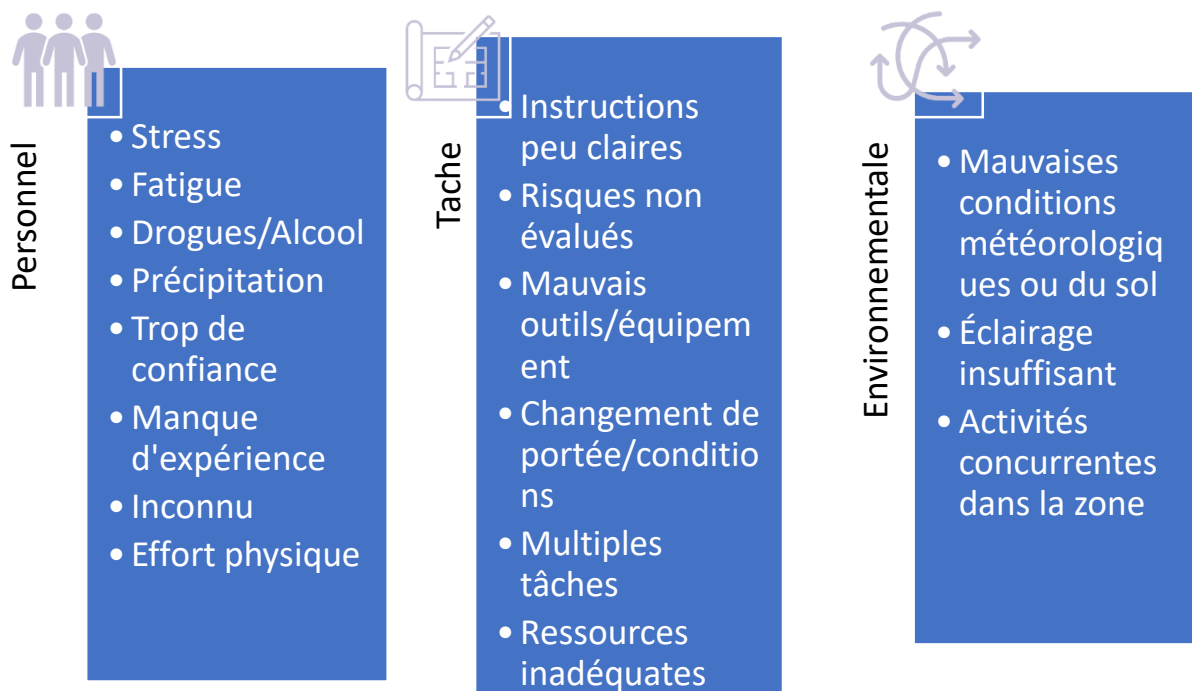 Personnel
• Stress
• Fatigue
• Drogues/Alcool
• Précipitation
• Trop de
confiance
• Manque
d'expérience
• Inconnu
• Effort physique
Tache
• Instructions
peu claires
• Risques non
évalués
• Mauvais
outils/équipem
ent
• Changement de
portée/conditio
ns
• Multiples
tâches
• Ressources
inadéquates
Environnementale
• Mauvaises
conditions
météorologiq
ues ou du sol
• Éclairage
insuffisant
• Activités
concurrentes
dans la zone